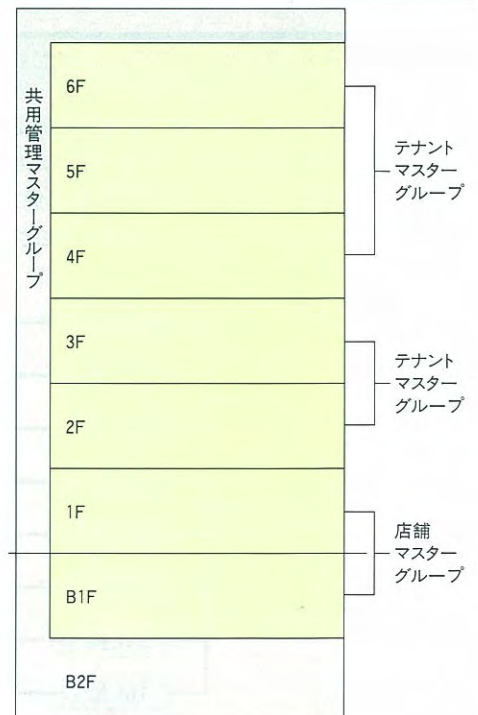 共用管理マスターグループ
6F
5F
4F
3F
2F
1F
B1F
B2F
テナント
マスター
グループ
テナント
マスター
グループ
店舗
マスター
グループ